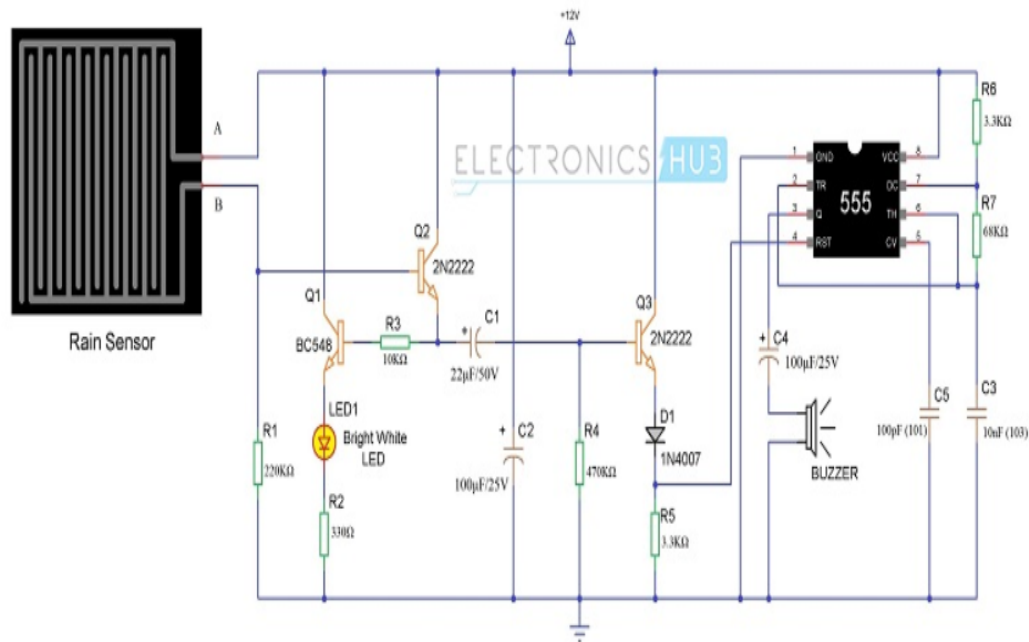 +12V
A
B
Rain Sensor
ELECTRONICS HUB
R6
3.3KΩ
1
GND
VCC
8
2
TR
DC
7
555
3
Q
TH
6
4
RST
CV
5
R7
68KΩ
Q2
2N2222
Q1
BC548
R3
10KΩ
+
C1
22µF/50V
Q3
2N2222
+
C4
100µF/25V
LED1
Bright White
LED
R1
220KΩ
R2
330Ω
+
C2
100µF/25V
R4
470KΩ
D1
1N4007
R5
3.3KΩ
BUZZER
C5
100pF (101)
C3
10nF (103)